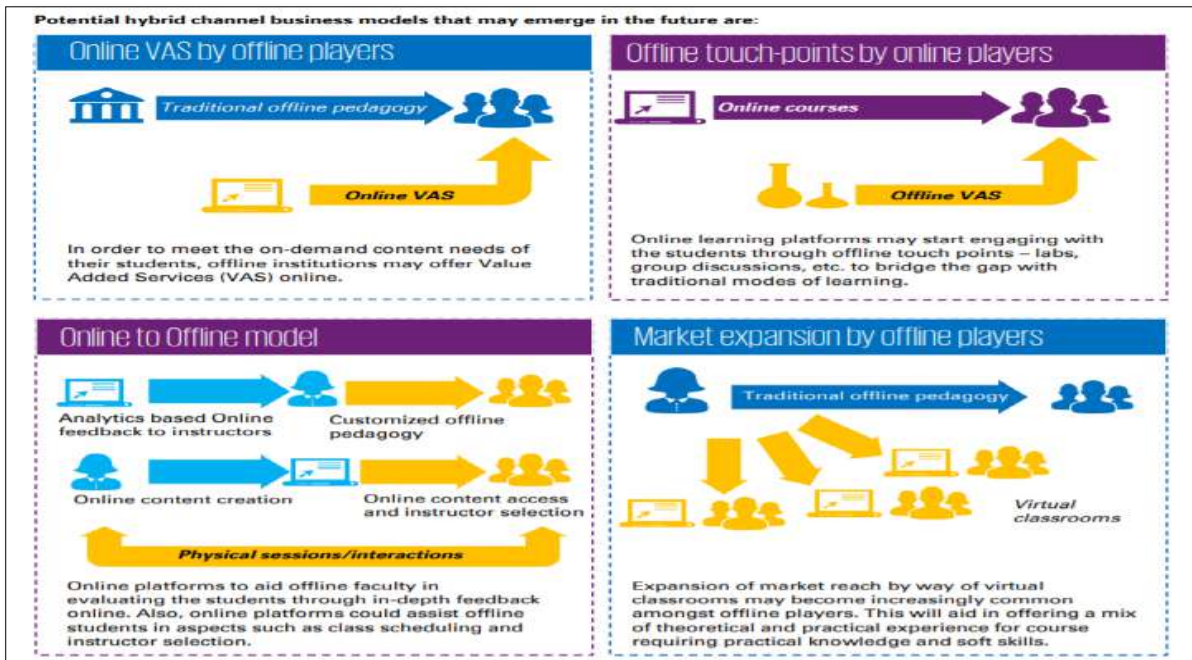 Potential hybrid channel business models that may emerge in the future are:
Online VAS by offline players
Traditional offline pedagogy
Online VAS
In order to meet the on-demand content needs of
their students, offline institutions may offer Value
Added Services (VAS) online.
Offline touch-points by online players
Online courses
Offline VAS
Online learning platforms may start engaging with
the students through offline touch points – labs,
group discussions, etc. to bridge the gap with
traditional modes of learning.
Online to Offline model
Analytics based Online
feedback to instructors
Customized offline
pedagogy
Online content creation
Online content access
and instructor selection
Physical sessions/interactions
Online platforms to aid offline faculty in
evaluating the students through in-depth feedback
online. Also, online platforms could assist offline
students in aspects such as class scheduling and
instructor selection.
Market expansion by offline players
Traditional offline pedagogy
Virtual
classrooms
Expansion of market reach by way of virtual
classrooms may become increasingly common
amongst offline players. This will aid in offering a mix
of theoretical and practical experience for course
requiring practical knowledge and soft skills.